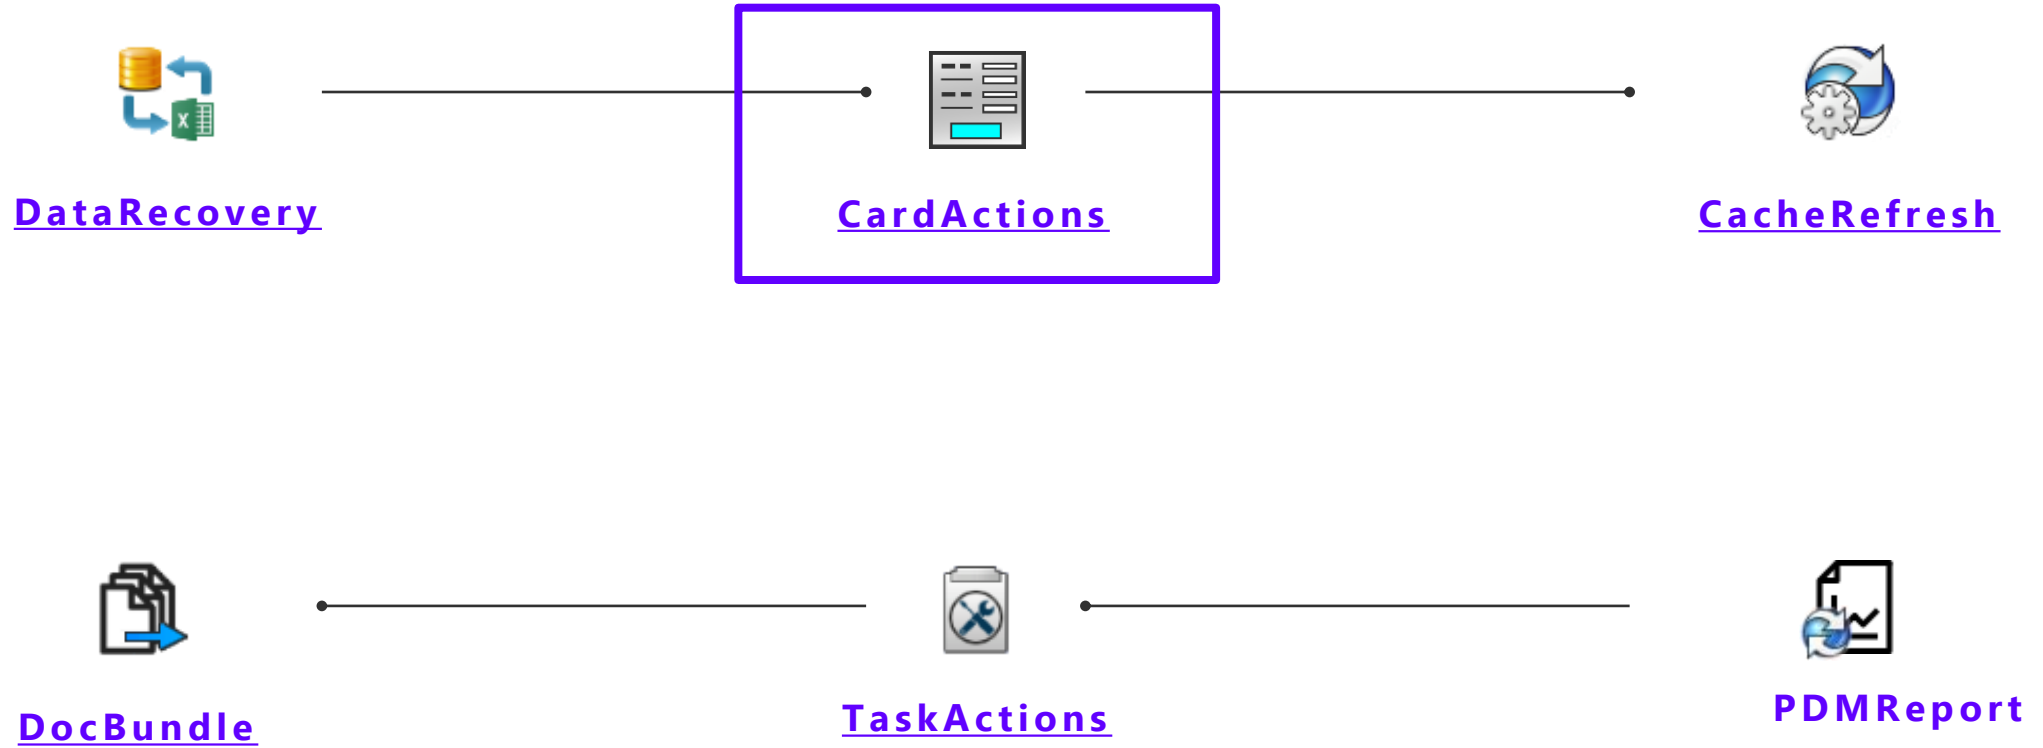 DataRecovery
CardActions
CacheRefresh
DocBundle
TaskActions
PDMReport